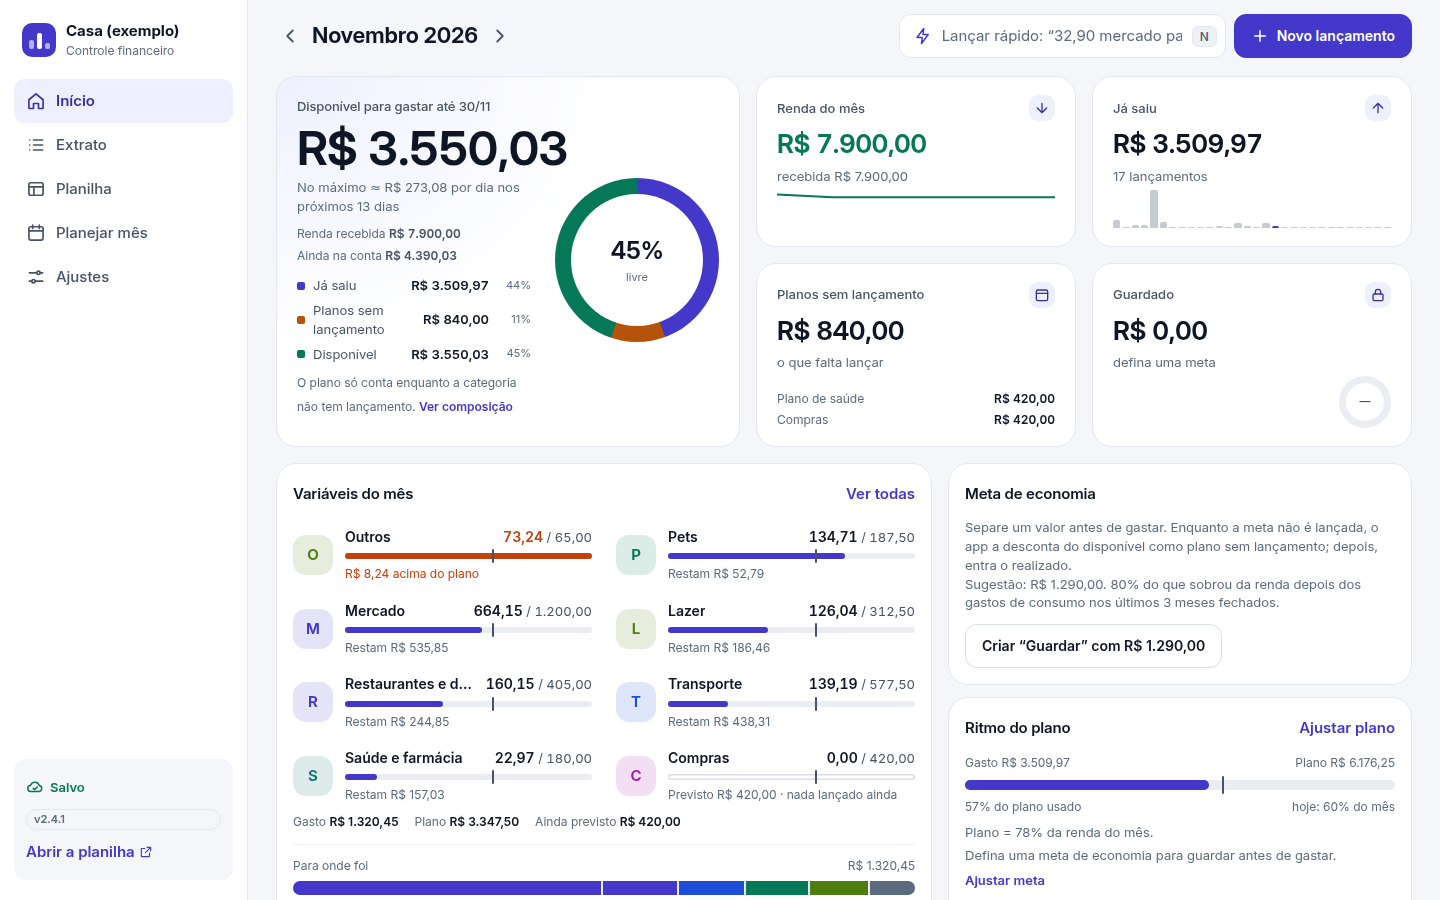 Casa (exemplo)
Controle financeiro
Início
Extrato
Planilha
Planejar mês
Ajustes
Salvo
v2.4.1
Abrir a planilha
Novembro 2026
Lançar rápido: “32,90 mercado pa
N
Novo lançamento
Disponível para gastar até 30/11
R$ 3.550,03
No máximo ≈ R$ 273,08 por dia nos
próximos 13 dias
Renda recebida R$ 7.900,00
Ainda na conta R$ 4.390,03
Já saiu R$ 3.509,97 44%
Planos sem
lançamento R$ 840,00 11%
Disponível R$ 3.550,03 45%
O plano só conta enquanto a categoria
não tem lançamento. Ver composição
45%
livre
Renda do mês
R$ 7.900,00
recebida R$ 7.900,00
Já saiu
R$ 3.509,97
17 lançamentos
Planos sem lançamento
R$ 840,00
o que falta lançar
Plano de saúde R$ 420,00
Compras R$ 420,00
Guardado
R$ 0,00
defina uma meta
—
Variáveis do mês Ver todas
O
Outros 73,24 / 65,00
R$ 8,24 acima do plano
P
Pets 134,71 / 187,50
Restam R$ 52,79
M
Mercado 664,15 / 1.200,00
Restam R$ 535,85
L
Lazer 126,04 / 312,50
Restam R$ 186,46
R
Restaurantes e d... 160,15 / 405,00
Restam R$ 244,85
T
Transporte 139,19 / 577,50
Restam R$ 438,31
S
Saúde e farmácia 22,97 / 180,00
Restam R$ 157,03
C
Compras 0,00 / 420,00
Previsto R$ 420,00 · nada lançado ainda
Gasto R$ 1.320,45 Plano R$ 3.347,50 Ainda previsto R$ 420,00
Para onde foi R$ 1.320,45
Meta de economia
Separe um valor antes de gastar. Enquanto a meta não é lançada, o
app a desconta do disponível como plano sem lançamento; depois,
entra o realizado.
Sugestão: R$ 1.290,00. 80% do que sobrou da renda depois dos
gastos de consumo nos últimos 3 meses fechados.
Criar “Guardar” com R$ 1.290,00
Ritmo do plano Ajustar plano
Gasto R$ 3.509,97 Plano R$ 6.176,25
57% do plano usado hoje: 60% do mês
Plano = 78% da renda do mês.
Defina uma meta de economia para guardar antes de gastar.
Ajustar meta